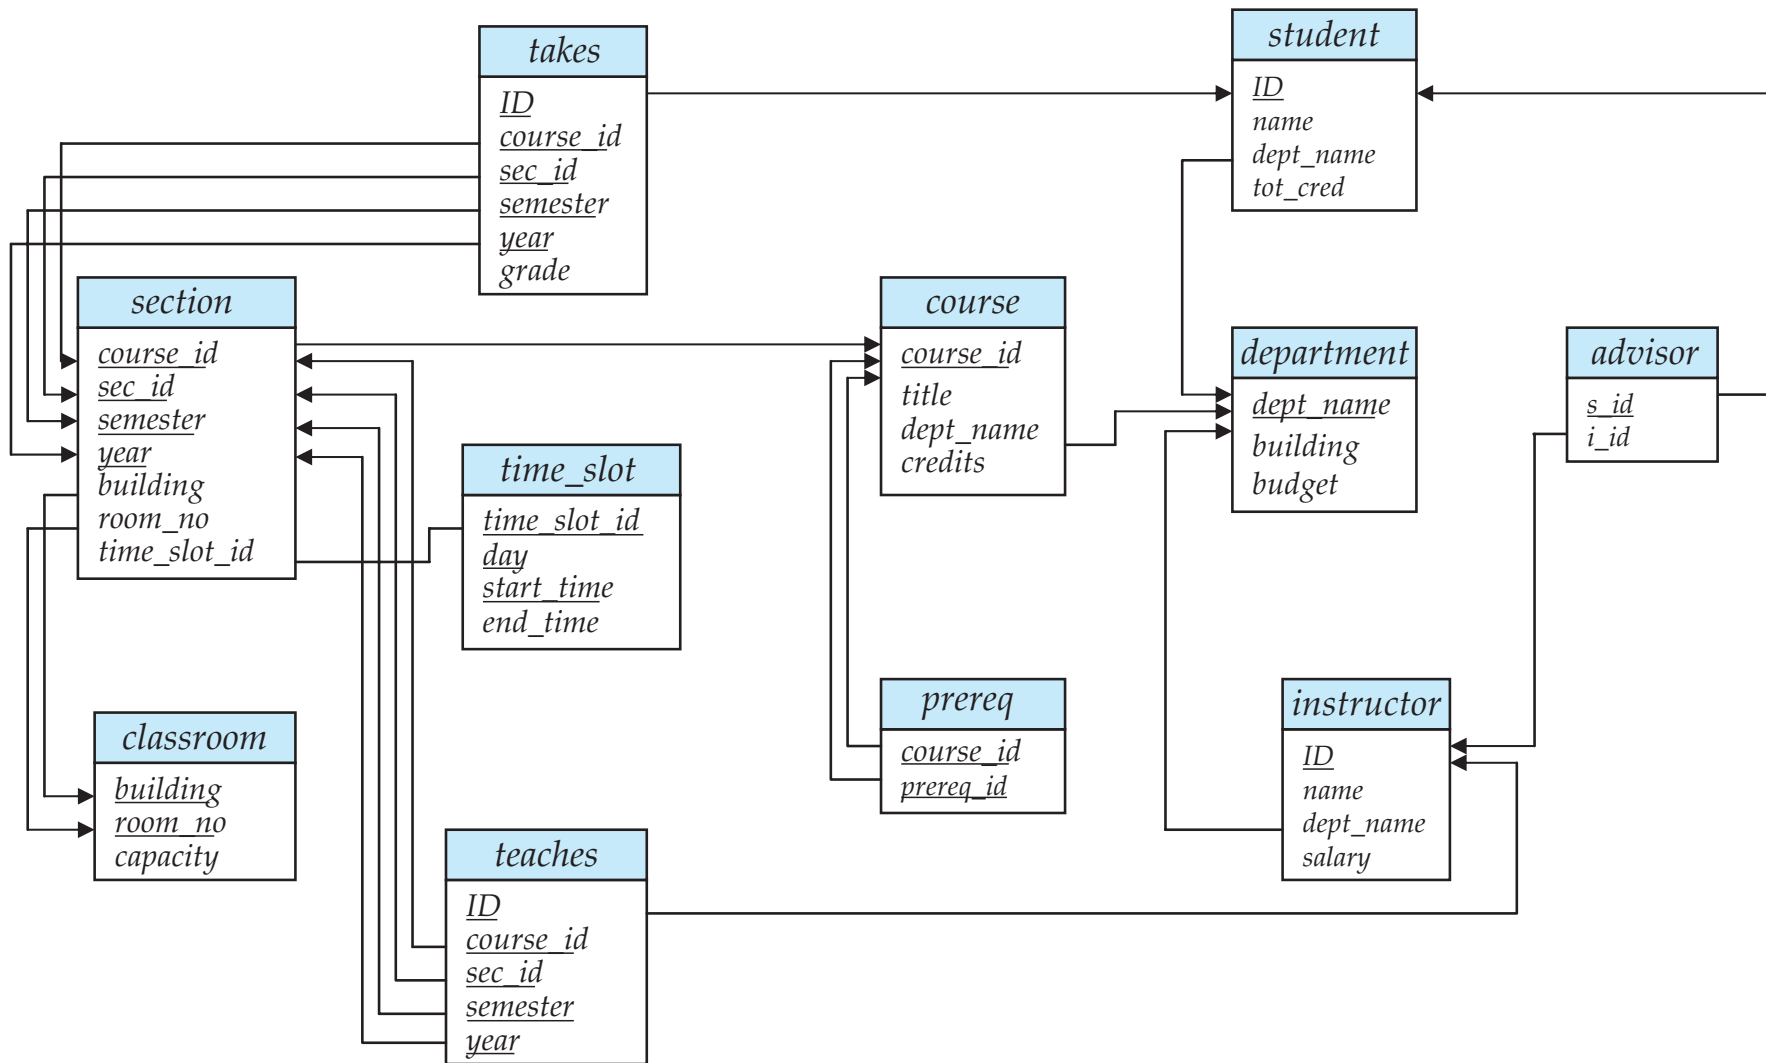 takes
ID
course_id
sec_id
semester
year
grade
student
ID
name
dept_name
tot_cred
section
course_id
sec_id
semester
year
building
room_no
time_slot_id
course
course_id
title
dept_name
credits
department
dept_name
building
budget
advisor
s_id
i_id
time_slot
time_slot_id
day
start_time
end_time
prereq
course_id
prereq_id
instructor
ID
name
dept_name
salary
classroom
building
room_no
capacity
teaches
ID
course_id
sec_id
semester
year